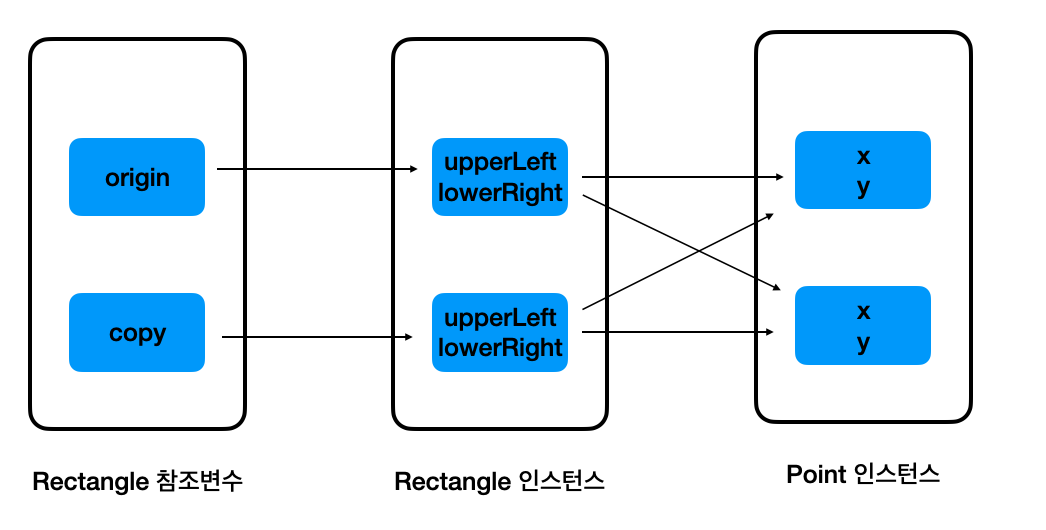 origin
copy
Rectangle 참조변수
upperLeft
lowerRight
upperLeft
lowerRight
Rectangle 인스턴스
x
y
x
y
Point 인스턴스